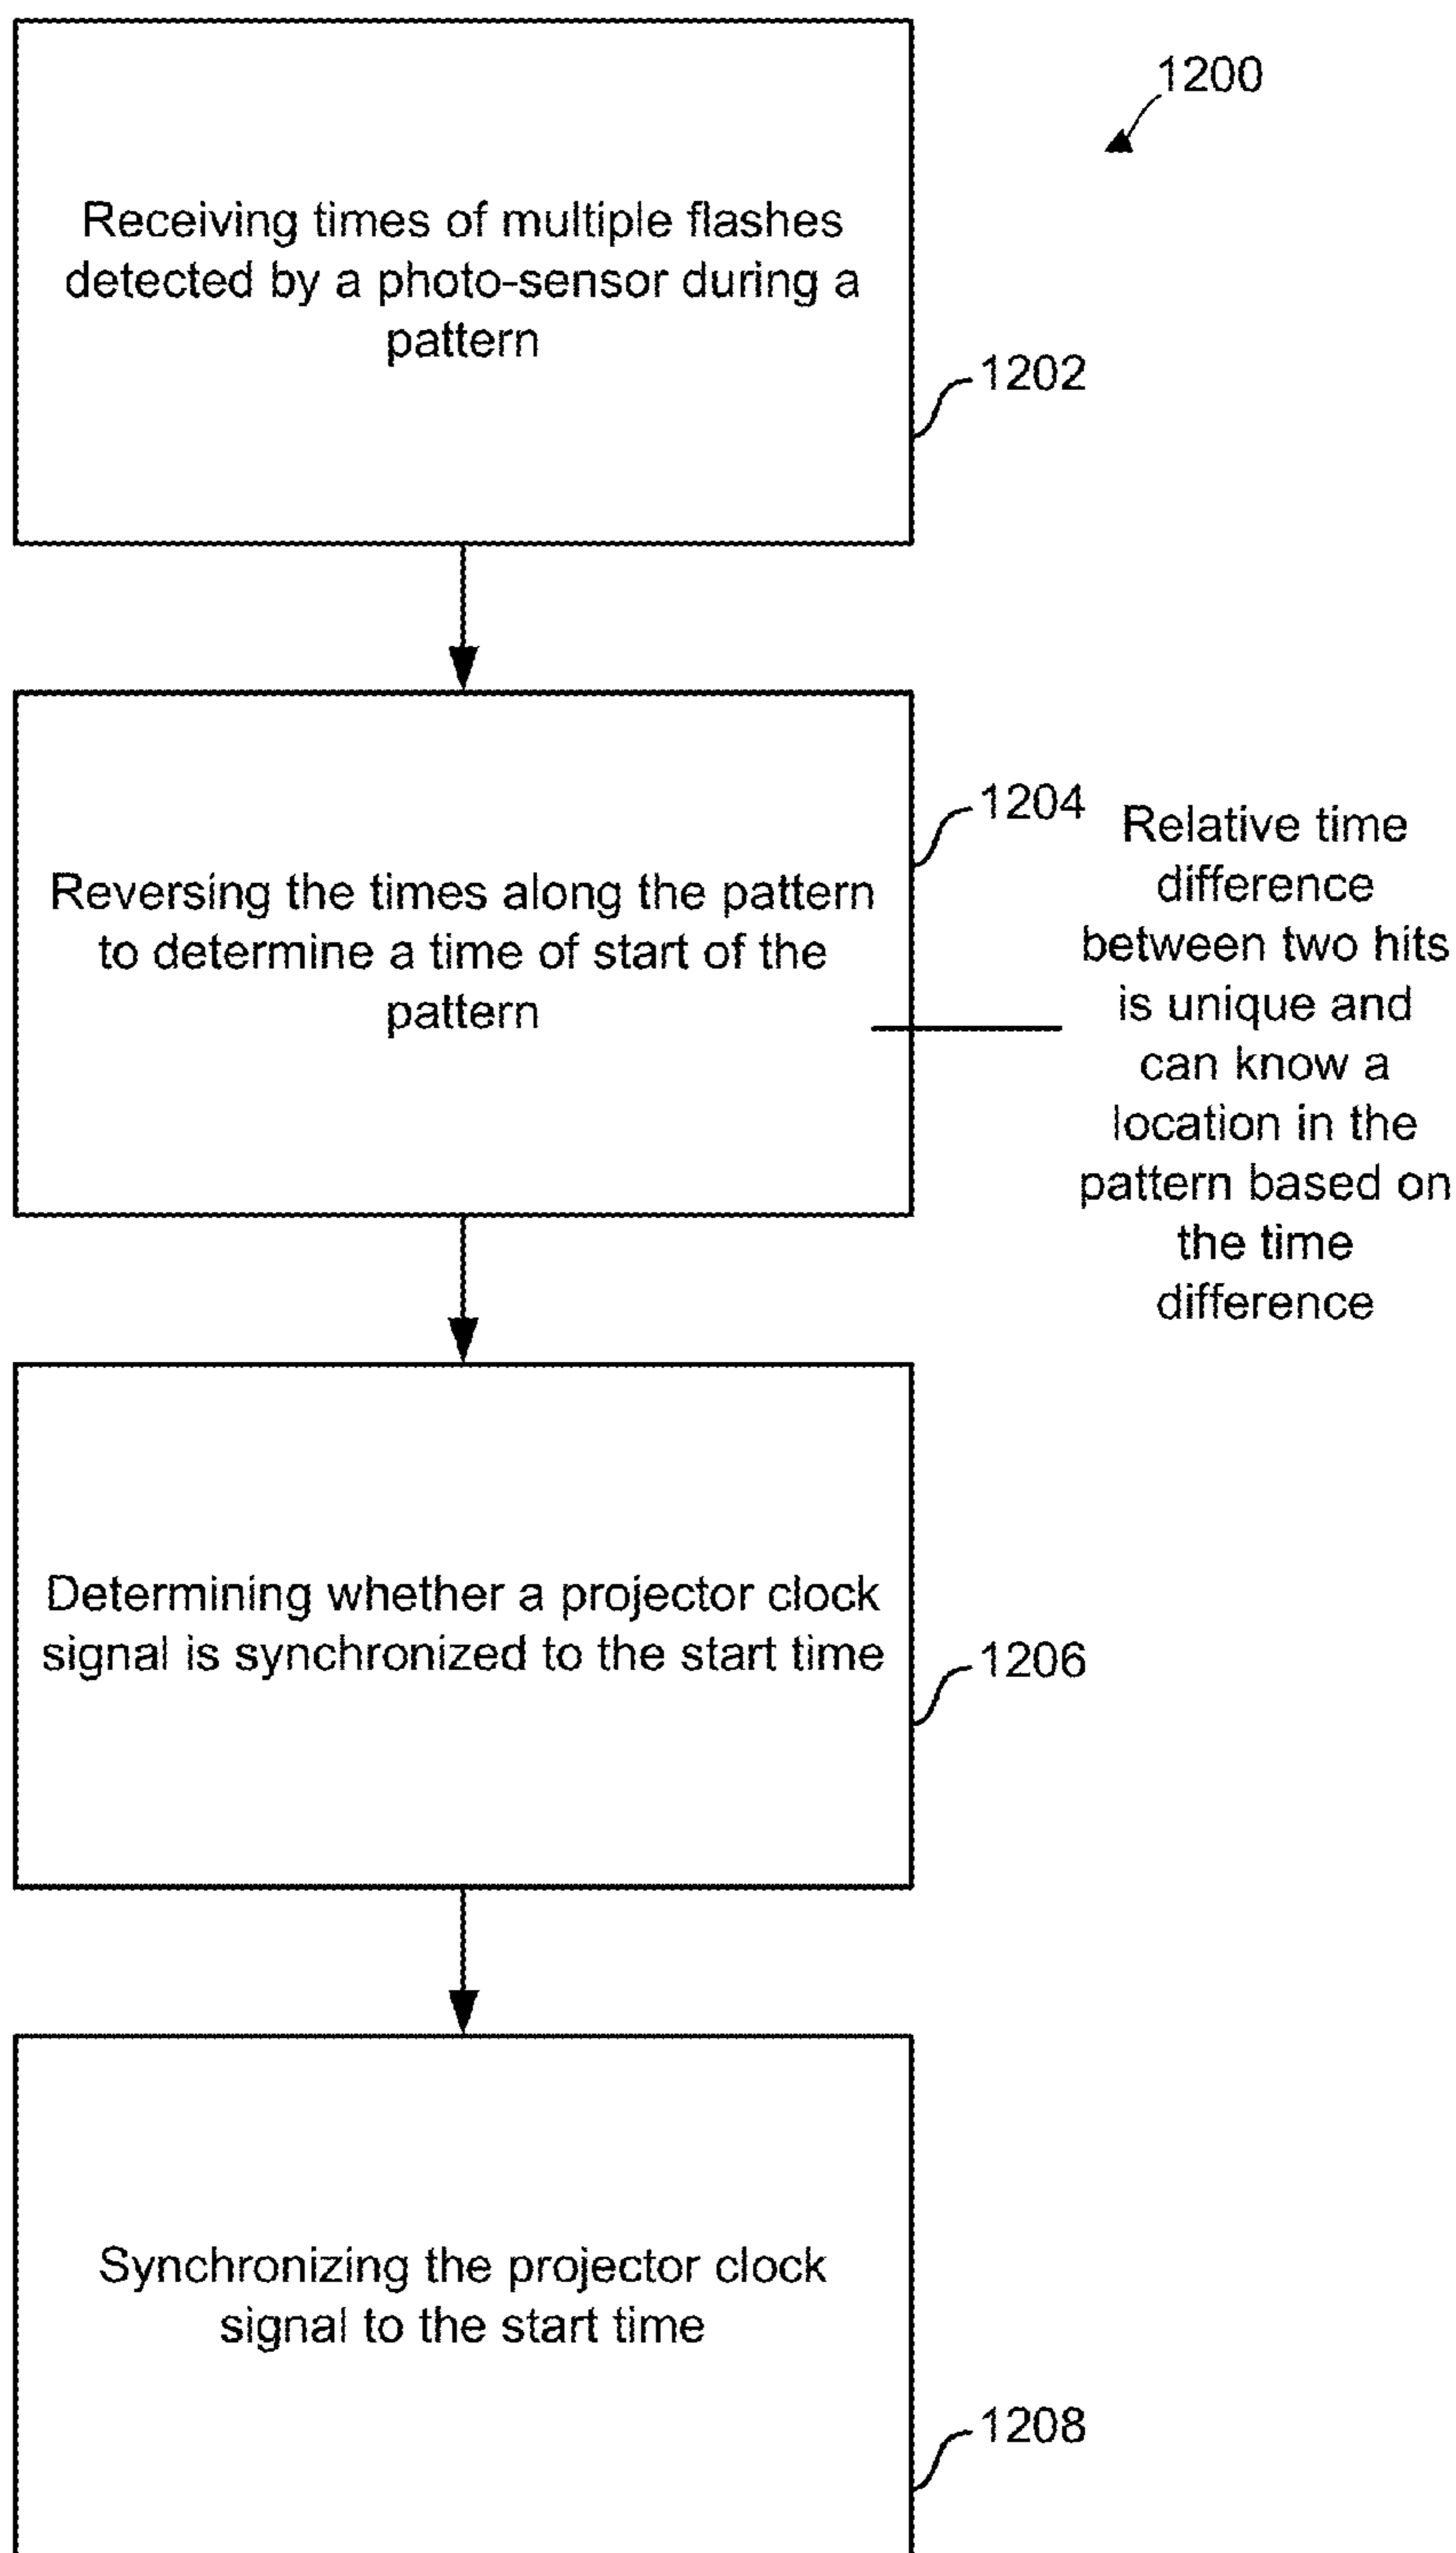 1200
Receiving times of multiple flashes
detected by a photo-sensor during a
pattern
1202
Reversing the times along the pattern
to determine a time of start of the
pattern
1204
Relative time
difference
between two hits
is unique and
can know a
location in the
pattern based on
the time
difference
Determining whether a projector clock
signal is synchronized to the start time
1206
Synchronizing the projector clock
signal to the start time
1208